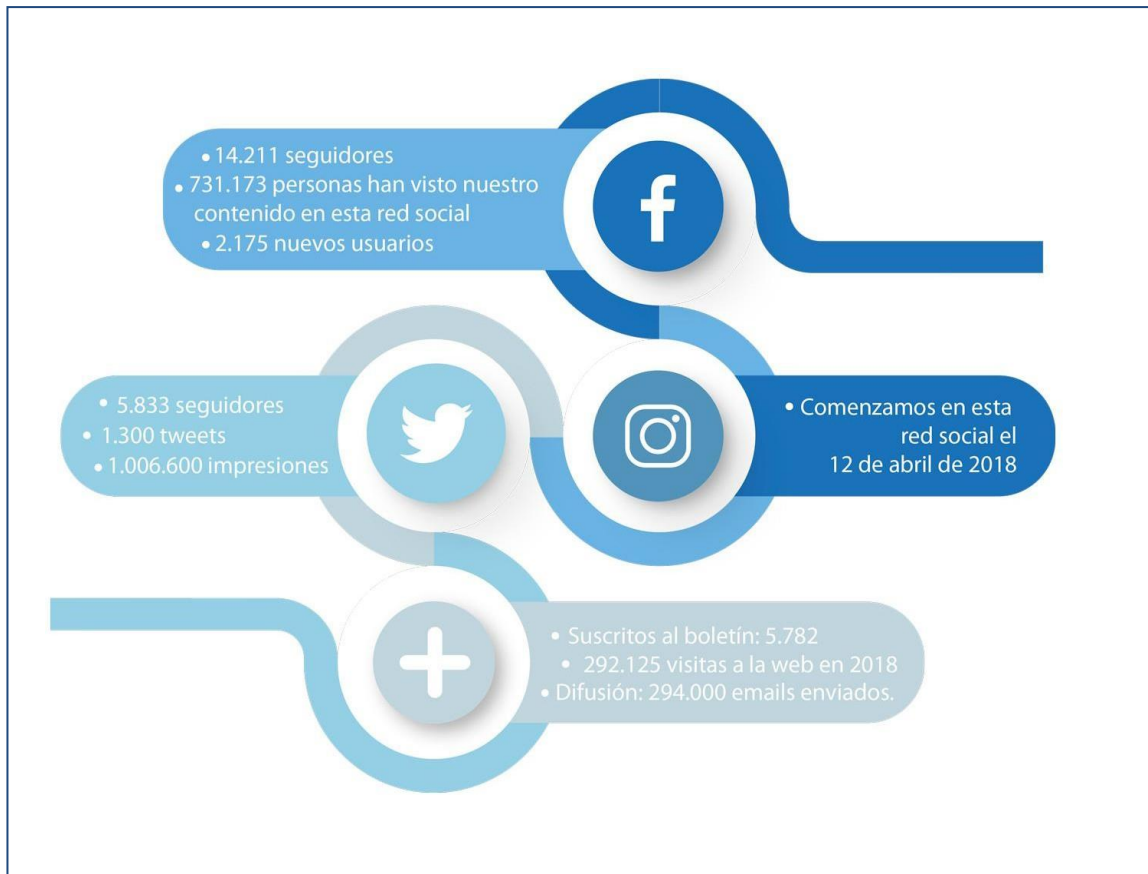 • 14.211 seguidores
• 731.173 personas han visto nuestro
contenido en esta red social
• 2.175 nuevos usuarios
• 5.833 seguidores
• 1.300 tweets
• 1.006.600 impresiones
• Comenzamos en esta
red social el
12 de abril de 2018
• Suscritos al boletín: 5.782
• 292.125 visitas a la web en 2018
• Difusión: 294.000 emails enviados.